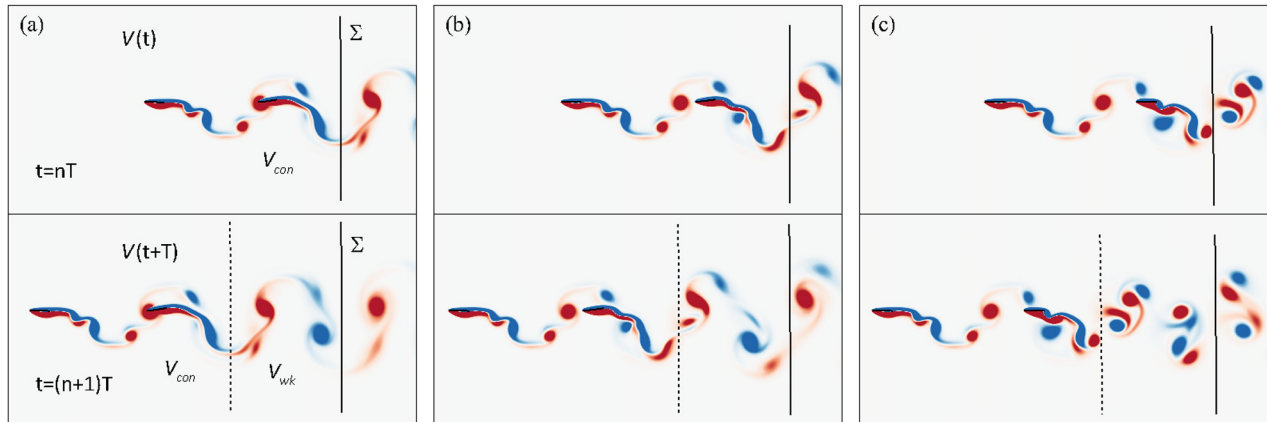 (a)
V(t)
Σ
V_con
t=nT
(b)
(c)
V(t+T)
Σ
V_con
V_wk
t=(n+1)T